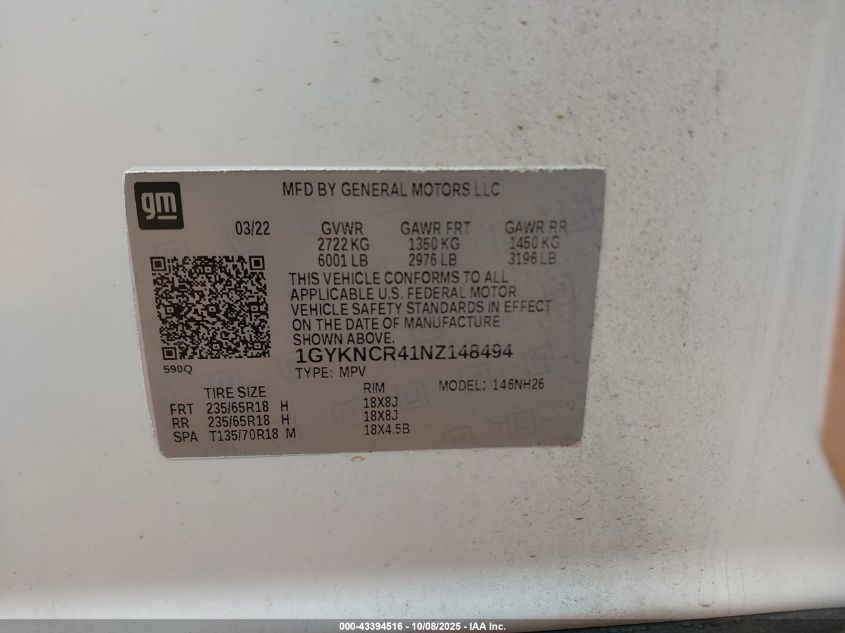 gm
MFD BY GENERAL MOTORS LLC
03/22 GVWR GAWR FRT GAWR RR
2722 KG 1350 KG 1450 KG
6001 LB 2976 LB 3196 LB
THIS VEHICLE CONFORMS TO ALL
APPLICABLE U.S. FEDERAL MOTOR
VEHICLE SAFETY STANDARDS IN EFFECT
ON THE DATE OF MANUFACTURE
SHOWN ABOVE.
1GYKNCR41NZ148494
590Q
TYPE: MPV
TIRE SIZE RIM MODEL: 146NH26
FRT 235/65R18 H 18X8J
RR 235/65R18 H 18X8J
SPA T135/70R18 M 18X4.5B
000-43394516 - 10/08/2025 - IAA Inc.